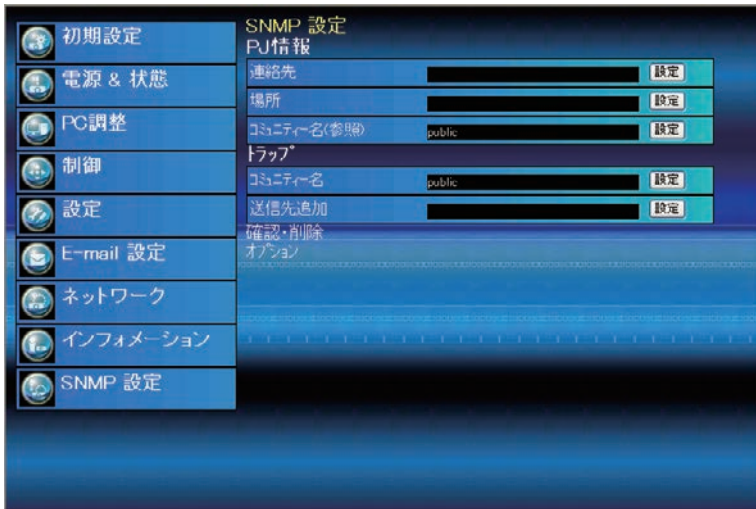 初期設定
電源 & 状態
PC調整
制御
設定
E-mail 設定
ネットワーク
インフォメーション
SNMP 設定
SNMP 設定
PJ情報
連絡先 設定
場所 設定
コミュニティー名(参照) public 設定
トラップ
コミュニティー名 public 設定
送信先追加 設定
確認・削除
オプション